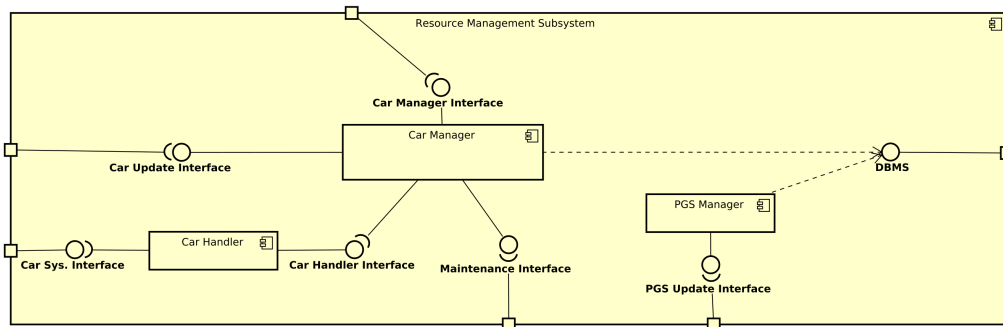 Resource Management Subsystem
Car Manager Interface
Car Manager
Car Update Interface
DBMS
PGS Manager
Car Handler
Car Sys. Interface
Car Handler Interface
Maintenance Interface
PGS Update Interface